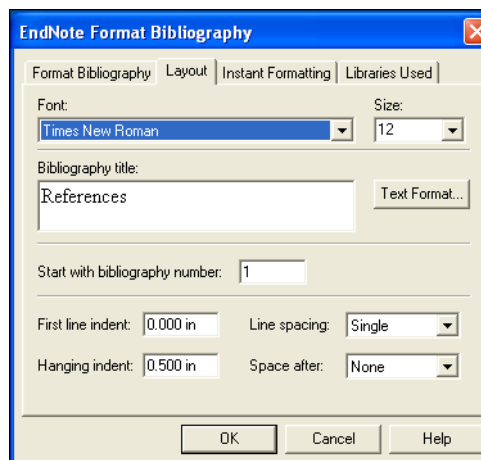 EndNote Format Bibliography
Format Bibliography Layout Instant Formatting Libraries Used
Font: Size:
Times New Roman 12
Bibliography title:
References Text Format...
Start with bibliography number: 1
First line indent: 0.000 in Line spacing: Single
Hanging indent: 0.500 in Space after: None
OK Cancel Help